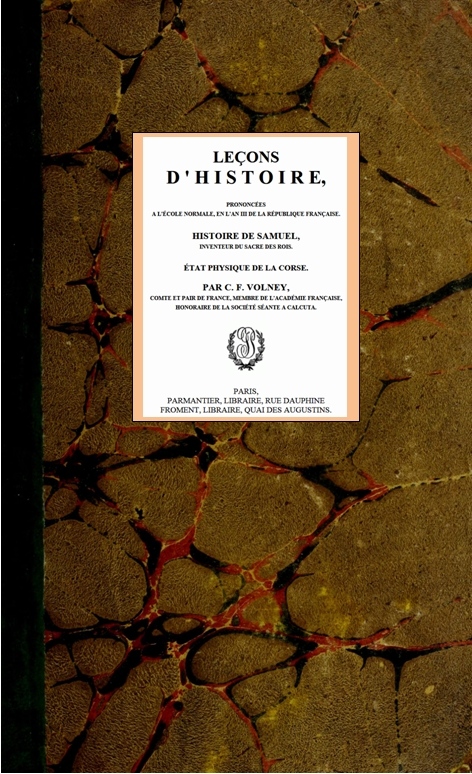 LEÇONS
D'HISTOIRE,
PRONONCÉES
A L'ÉCOLE NORMALE, EN L'AN III DE LA RÉPUBLIQUE FRANÇAISE.
HISTOIRE DE SAMUEL,
INVENTEUR DU SACRE DES ROIS.
ÉTAT PHYSIQUE DE LA CORSE.
PAR C. F. VOLNEY,
COMTE ET PAIR DE FRANCE, MEMBRE DE L'ACADÉMIE FRANÇAISE,
HONORAIRE DE LA SOCIÉTÉ SÉANTE A CALCUTA.
PARIS,
PARMANTIER, LIBRAIRE, RUE DAUPHINE
FROMENT, LIBRAIRE, QUAI DES AUGUSTINS.